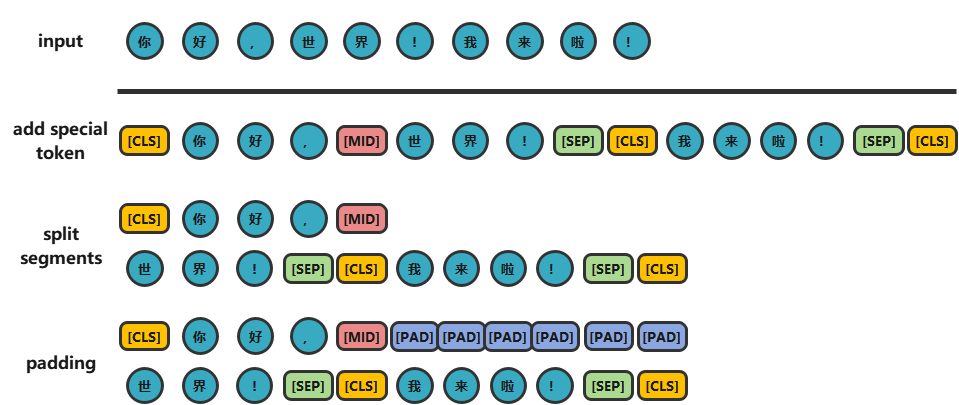 input 你 好 ， 世 界 ！ 我 来 啦 ！
add special token [CLS] 你 好 ， [MID] 世 界 ！ [SEP] [CLS] 我 来 啦 ！ [SEP] [CLS]
split segments
[CLS] 你 好 ， [MID]
世 界 ！ [SEP] [CLS] 我 来 啦 ！ [SEP] [CLS]
padding
[CLS] 你 好 ， [MID] [PAD] [PAD] [PAD] [PAD] [PAD] [PAD]
世 界 ！ [SEP] [CLS] 我 来 啦 ！ [SEP] [CLS]